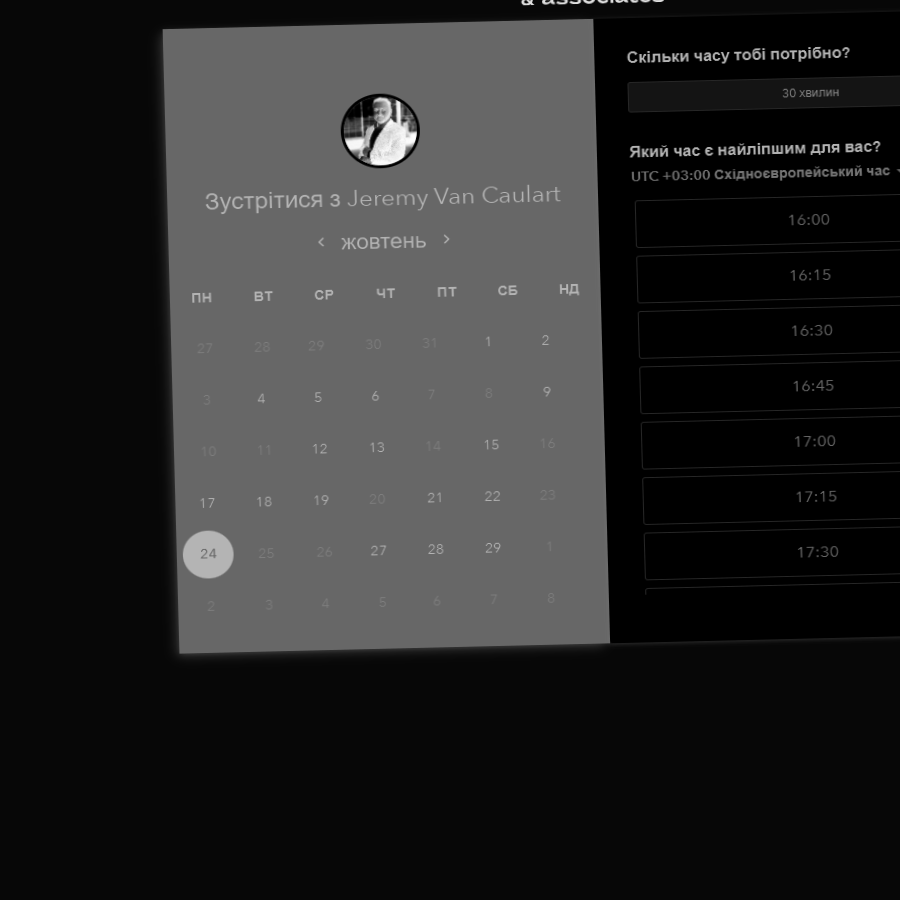 & associates
Зустрітися з Jeremy Van Caulart
‹ жовтень ›
ПН ВТ СР ЧТ ПТ СБ НД
27 28 29 30 31 1 2
3 4 5 6 7 8 9
10 11 12 13 14 15 16
17 18 19 20 21 22 23
24 25 26 27 28 29 1
2 3 4 5 6 7 8
Скільки часу тобі потрібно?
30 хвилин
Який час є найліпшим для вас?
UTC +03:00 Східноєвропейський час
16:00
16:15
16:30
16:45
17:00
17:15
17:30